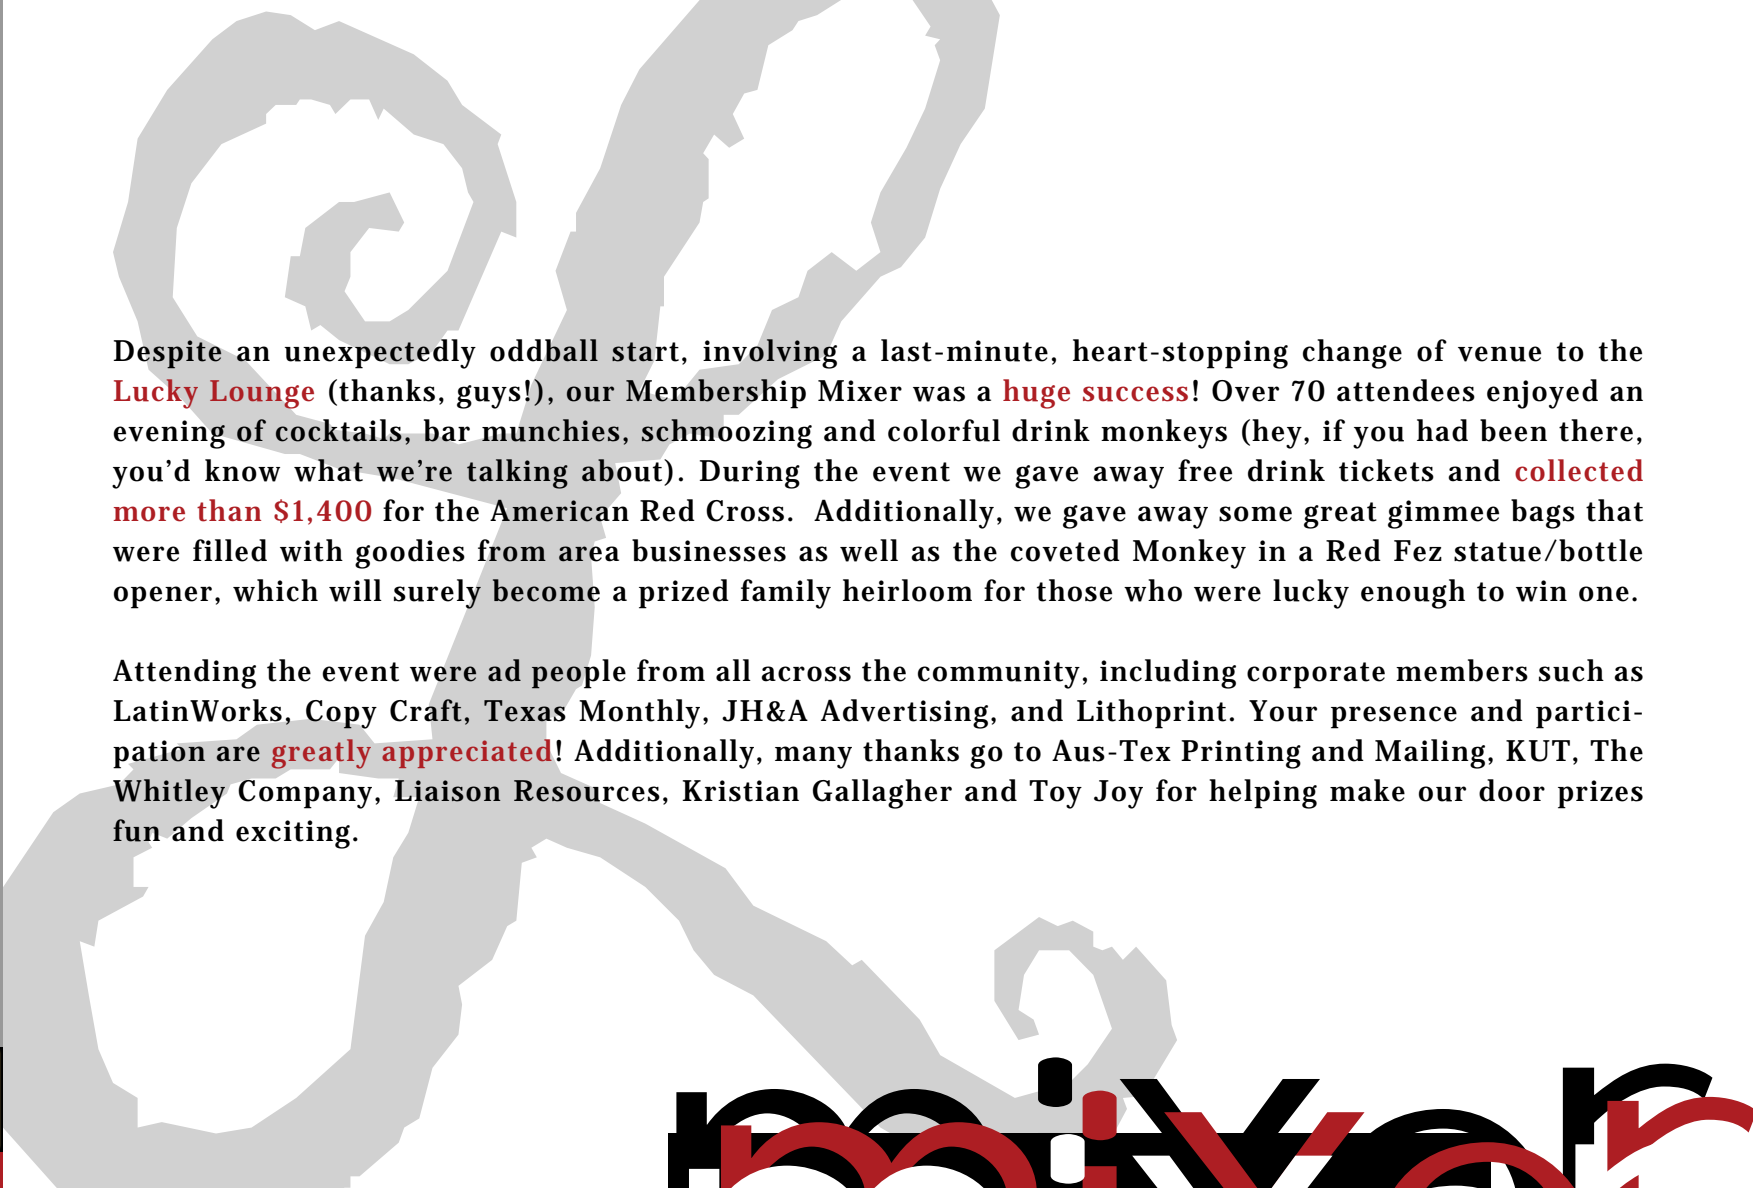 Despite an unexpectedly oddball start, involving a last-minute, heart-stopping change of venue to the
Lucky Lounge (thanks, guys!), our Membership Mixer was a huge success! Over 70 attendees enjoyed an
evening of cocktails, bar munchies, schmoozing and colorful drink monkeys (hey, if you had been there,
you’d know what we’re talking about). During the event we gave away free drink tickets and collected
more than $1,400 for the American Red Cross.  Additionally, we gave away some great gimmee bags that
were filled with goodies from area businesses as well as the coveted Monkey in a Red Fez statue/bottle
opener, which will surely become a prized family heirloom for those who were lucky enough to win one.

Attending the event were ad people from all across the community, including corporate members such as
LatinWorks, Copy Craft, Texas Monthly, JH&A Advertising, and Lithoprint. Your presence and partici-
pation are greatly appreciated! Additionally, many thanks go to Aus-Tex Printing and Mailing, KUT, The
Whitley Company, Liaison Resources, Kristian Gallagher and Toy Joy for helping make our door prizes
fun and exciting.
mixer